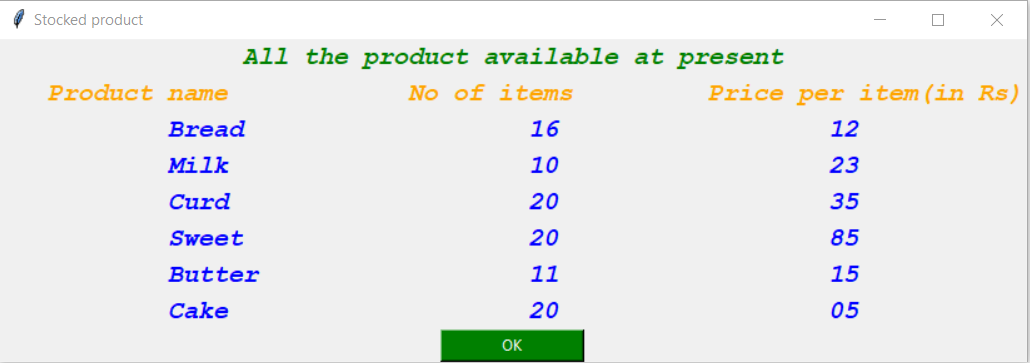 Stocked product
All the product available at present
Product name No of items Price per item(in Rs)
Bread 16 12
Milk 10 23
Curd 20 35
Sweet 20 85
Butter 11 15
Cake 20 05
OK